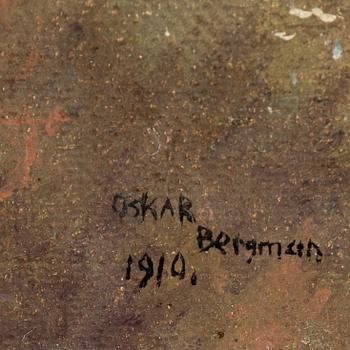 OSKAR
Bergman
1910.